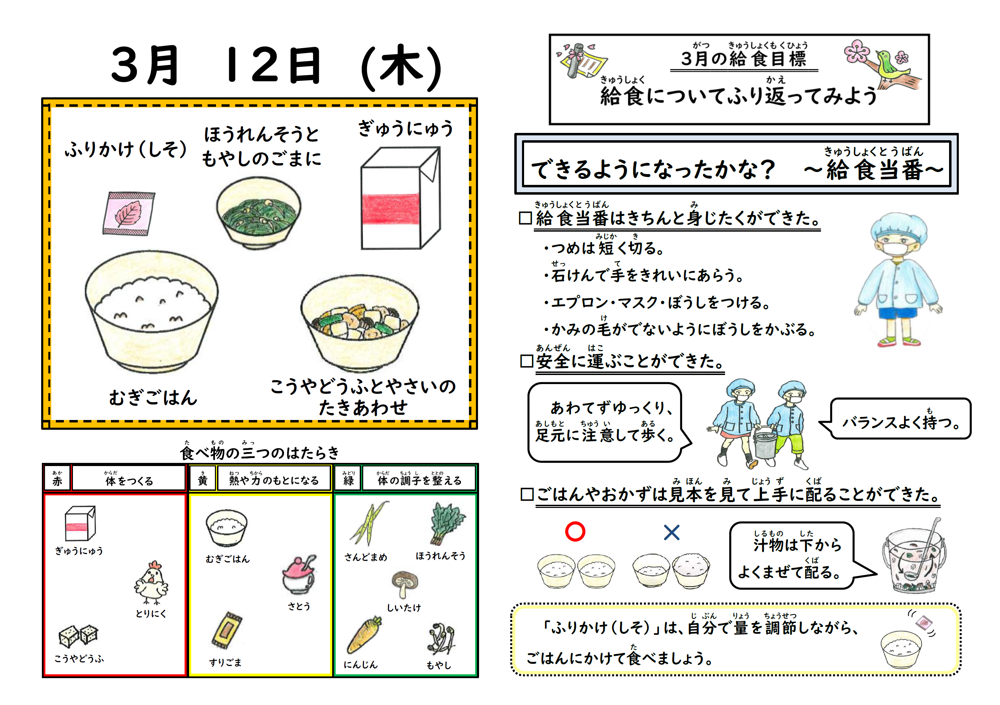 3月 12日 (木)
ふりかけ(しそ)
ほうれんそうと
もやしのごまに
ぎゅうにゅう
むぎごはん
こうやどうふとやさいの
たきあわせ
食べ物の三つのはたらき
赤 体をつくる
黄 熱や力のもとになる
緑 体の調子を整える
ぎゅうにゅう
とりにく
こうやどうふ
むぎごはん
さとう
すりごま
さんどまめ
ほうれんそう
しいたけ
にんじん
もやし
3月の給食目標
給食についてふり返ってみよう
できるようになったかな? ~給食当番~
□給食当番はきちんと身じたくができた。
・つめは短く切る。
・石けんで手をきれいにあらう。
・エプロン・マスク・ぼうしをつける。
・かみの毛がでないようにぼうしをかぶる。
□安全に運ぶことができた。
あわてずゆっくり、
足元に注意して歩く。
バランスよく持つ。
□ごはんやおかずは見本を見て上手に配ることができた。
○ ×
汁物は下から
よくまぜて配る。
「ふりかけ(しそ)」は、自分で量を調節しながら、
ごはんにかけて食べましょう。